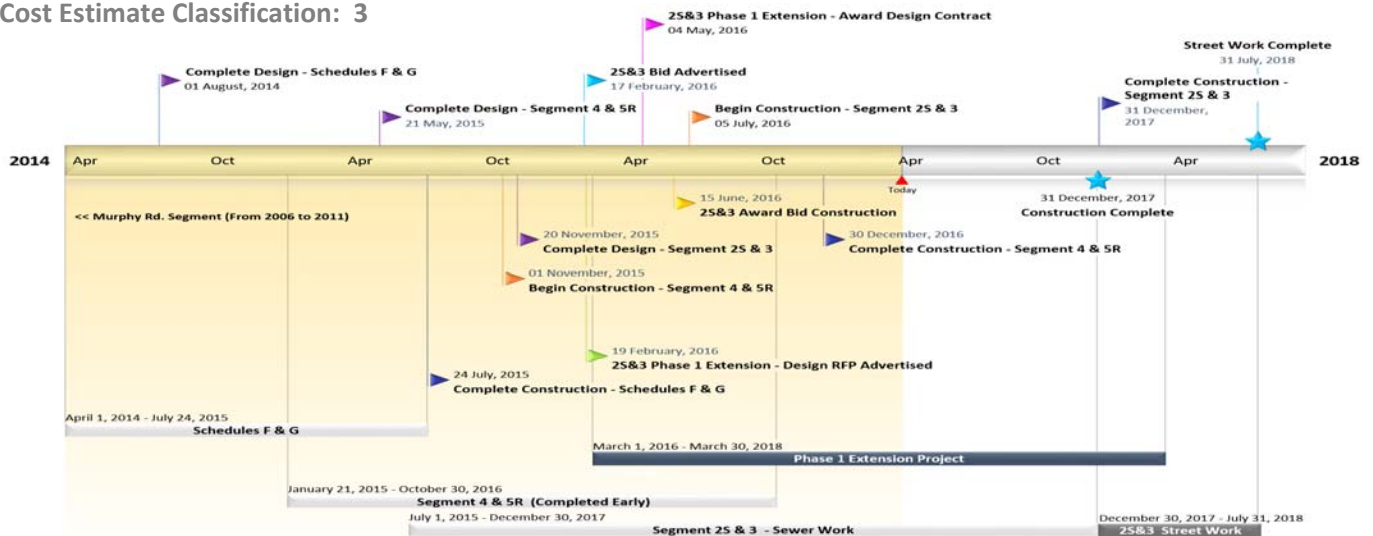 Cost Estimate Classification: 3
2S&3 Phase 1 Extension - Award Design Contract
04 May, 2016
Street Work Complete
31 July, 2018
Complete Design - Schedules F & G
01 August, 2014
2S&3 Bid Advertised
17 February, 2016
Complete Construction -
Segment 2S & 3
31 December,
2017
Complete Design - Segment 4 & 5R
21 May, 2015
Begin Construction - Segment 2S & 3
05 July, 2016
2014 Apr Oct Apr Oct Apr Oct Apr Oct Apr 2018
Today
<< Murphy Rd. Segment (From 2006 to 2011)
15 June, 2016
2S&3 Award Bid Construction
31 December, 2017
Construction Complete
20 November, 2015
Complete Design - Segment 2S & 3
30 December, 2016
Complete Construction - Segment 4 & 5R
01 November, 2015
Begin Construction - Segment 4 & 5R
19 February, 2016
2S&3 Phase 1 Extension - Design RFP Advertised
24 July, 2015
Complete Construction - Schedules F & G
April 1, 2014 - July 24, 2015
Schedules F & G
March 1, 2016 - March 30, 2018
Phase 1 Extension Project
January 21, 2015 - October 30, 2016
Segment 4 & 5R (Completed Early)
July 1, 2015 - December 30, 2017
Segment 2S & 3 - Sewer Work
December 30, 2017 - July 31, 2018
2S&3 Street Work